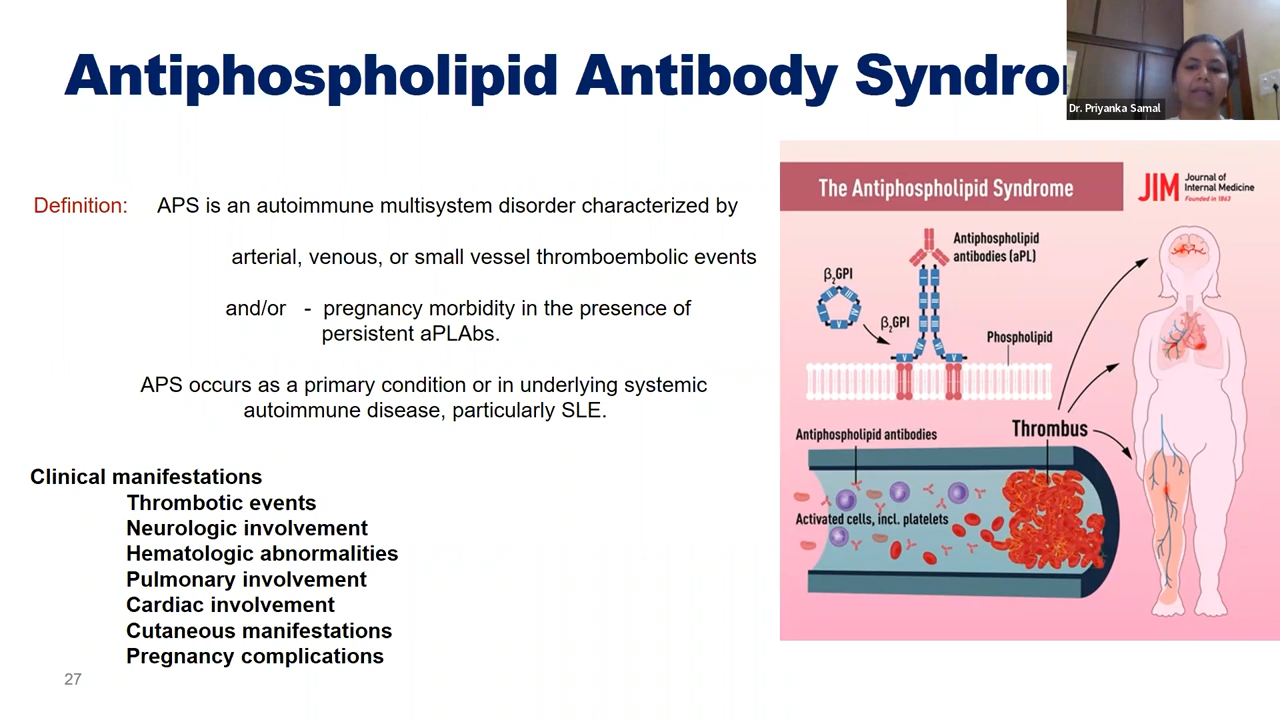 Antiphospholipid Antibody Syndro
Dr. Priyanka Samal
Definition: APS is an autoimmune multisystem disorder characterized by
arterial, venous, or small vessel thromboembolic events
and/or - pregnancy morbidity in the presence of
persistent aPLAbs.
APS occurs as a primary condition or in underlying systemic
autoimmune disease, particularly SLE.
Clinical manifestations
Thrombotic events
Neurologic involvement
Hematologic abnormalities
Pulmonary involvement
Cardiac involvement
Cutaneous manifestations
Pregnancy complications
27
The Antiphospholipid Syndrome
JIM Journal of
Internal Medicine
Founded in 1863
Antiphospholipid
antibodies (aPL)
β₂GPI
β₂GPI
Phospholipid
V
V
Thrombus
Antiphospholipid antibodies
Activated cells, incl. platelets